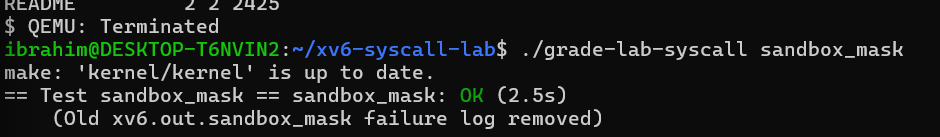 README         2 2 2425
$ QEMU: Terminated
ibrahim@DESKTOP-T6NVIN2:~/xv6-syscall-lab$ ./grade-lab-syscall sandbox_mask
make: 'kernel/kernel' is up to date.
== Test sandbox_mask == sandbox_mask: OK (2.5s)
    (Old xv6.out.sandbox_mask failure log removed)